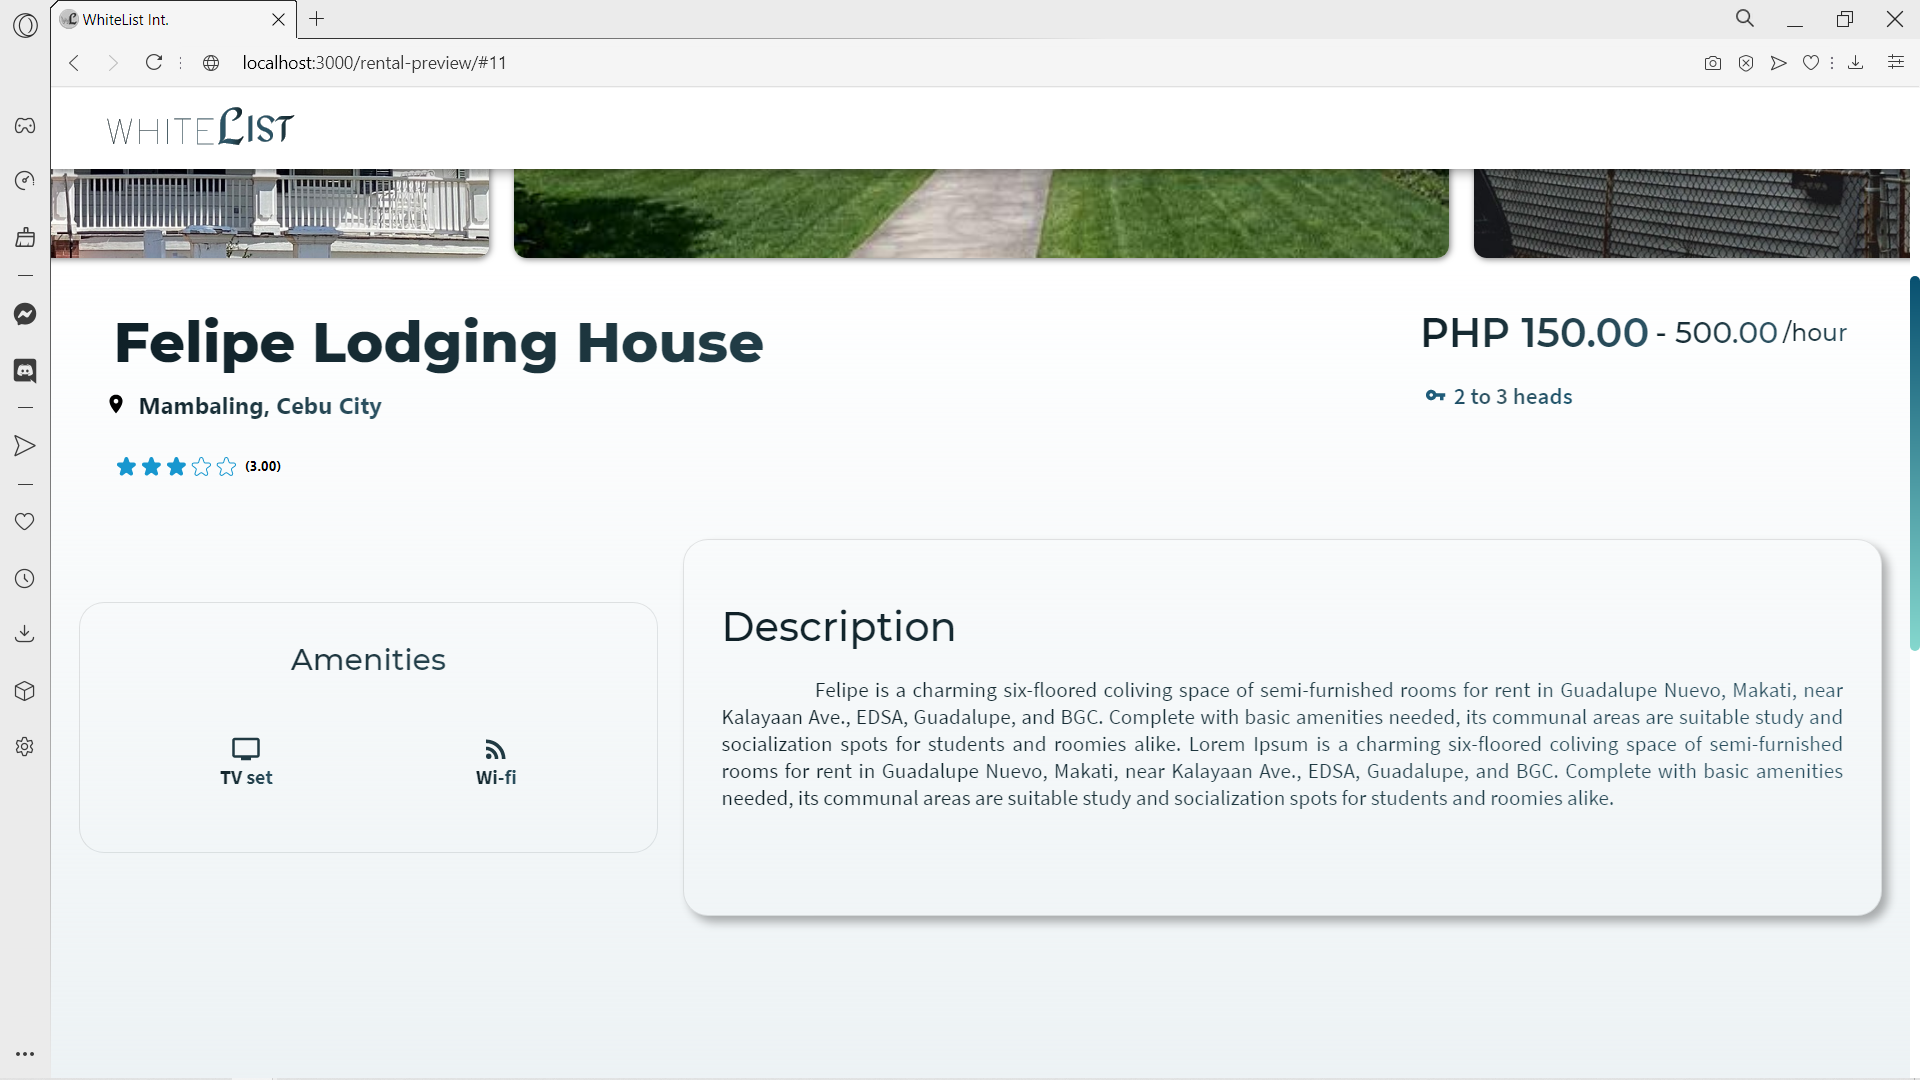 WhiteList Int.
localhost:3000/rental-preview/#11
WHITELIST
Felipe Lodging House
PHP 150.00 - 500.00 /hour
Mambaling, Cebu City
2 to 3 heads
(3.00)
Amenities
TV set
Wi-fi
Description
Felipe is a charming six-floored coliving space of semi-furnished rooms for rent in Guadalupe Nuevo, Makati, near
Kalayaan Ave., EDSA, Guadalupe, and BGC. Complete with basic amenities needed, its communal areas are suitable study and
socialization spots for students and roomies alike. Lorem Ipsum is a charming six-floored coliving space of semi-furnished
rooms for rent in Guadalupe Nuevo, Makati, near Kalayaan Ave., EDSA, Guadalupe, and BGC. Complete with basic amenities
needed, its communal areas are suitable study and socialization spots for students and roomies alike.